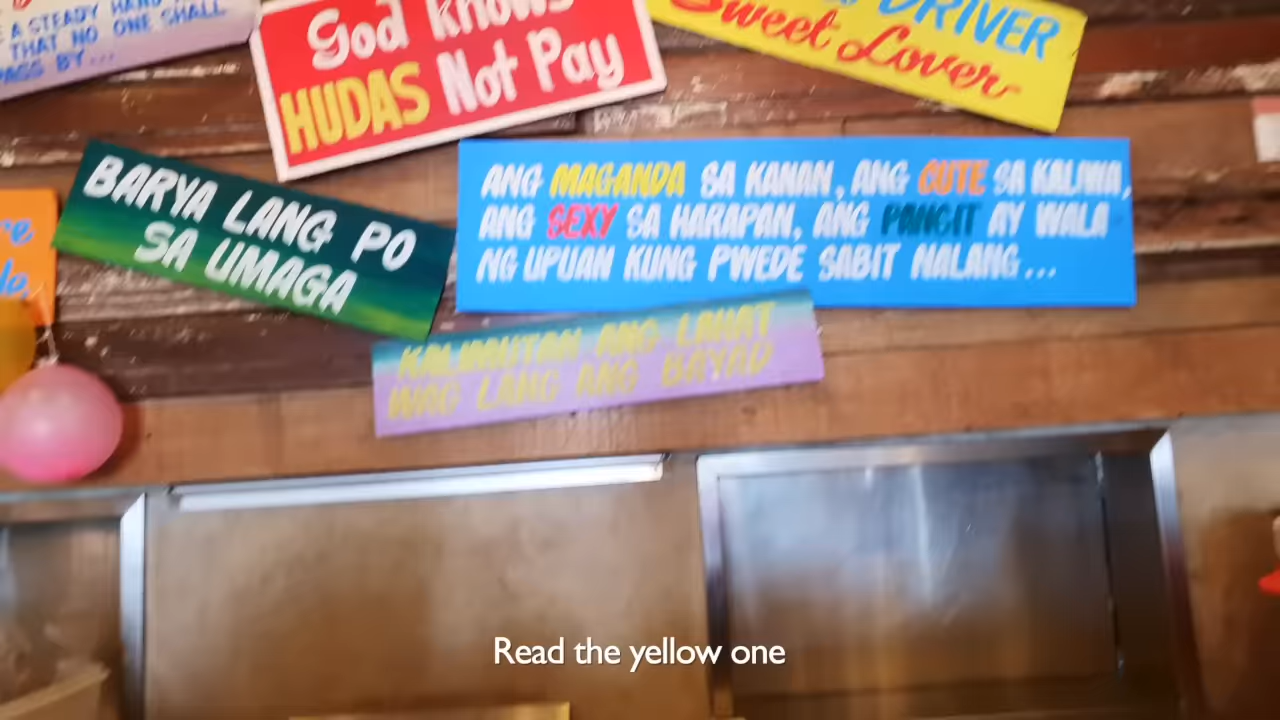 E A STEADY HAND
THAT NO ONE SHALL
PASS BY...
God knows
HUDAS Not Pay
DRIVER
Sweet Lover
BARYA LANG PO
SA UMAGA
ANG MAGANDA SA KANAN, ANG CUTE SA KALIWA,
ANG SEXY SA HARAPAN, ANG PANGIT AY WALA
NG UPUAN KUNG PWEDE SABIT NALANG...
KALIMUTAN ANG LAHAT
WAG LANG ANG BAYAD
Read the yellow one